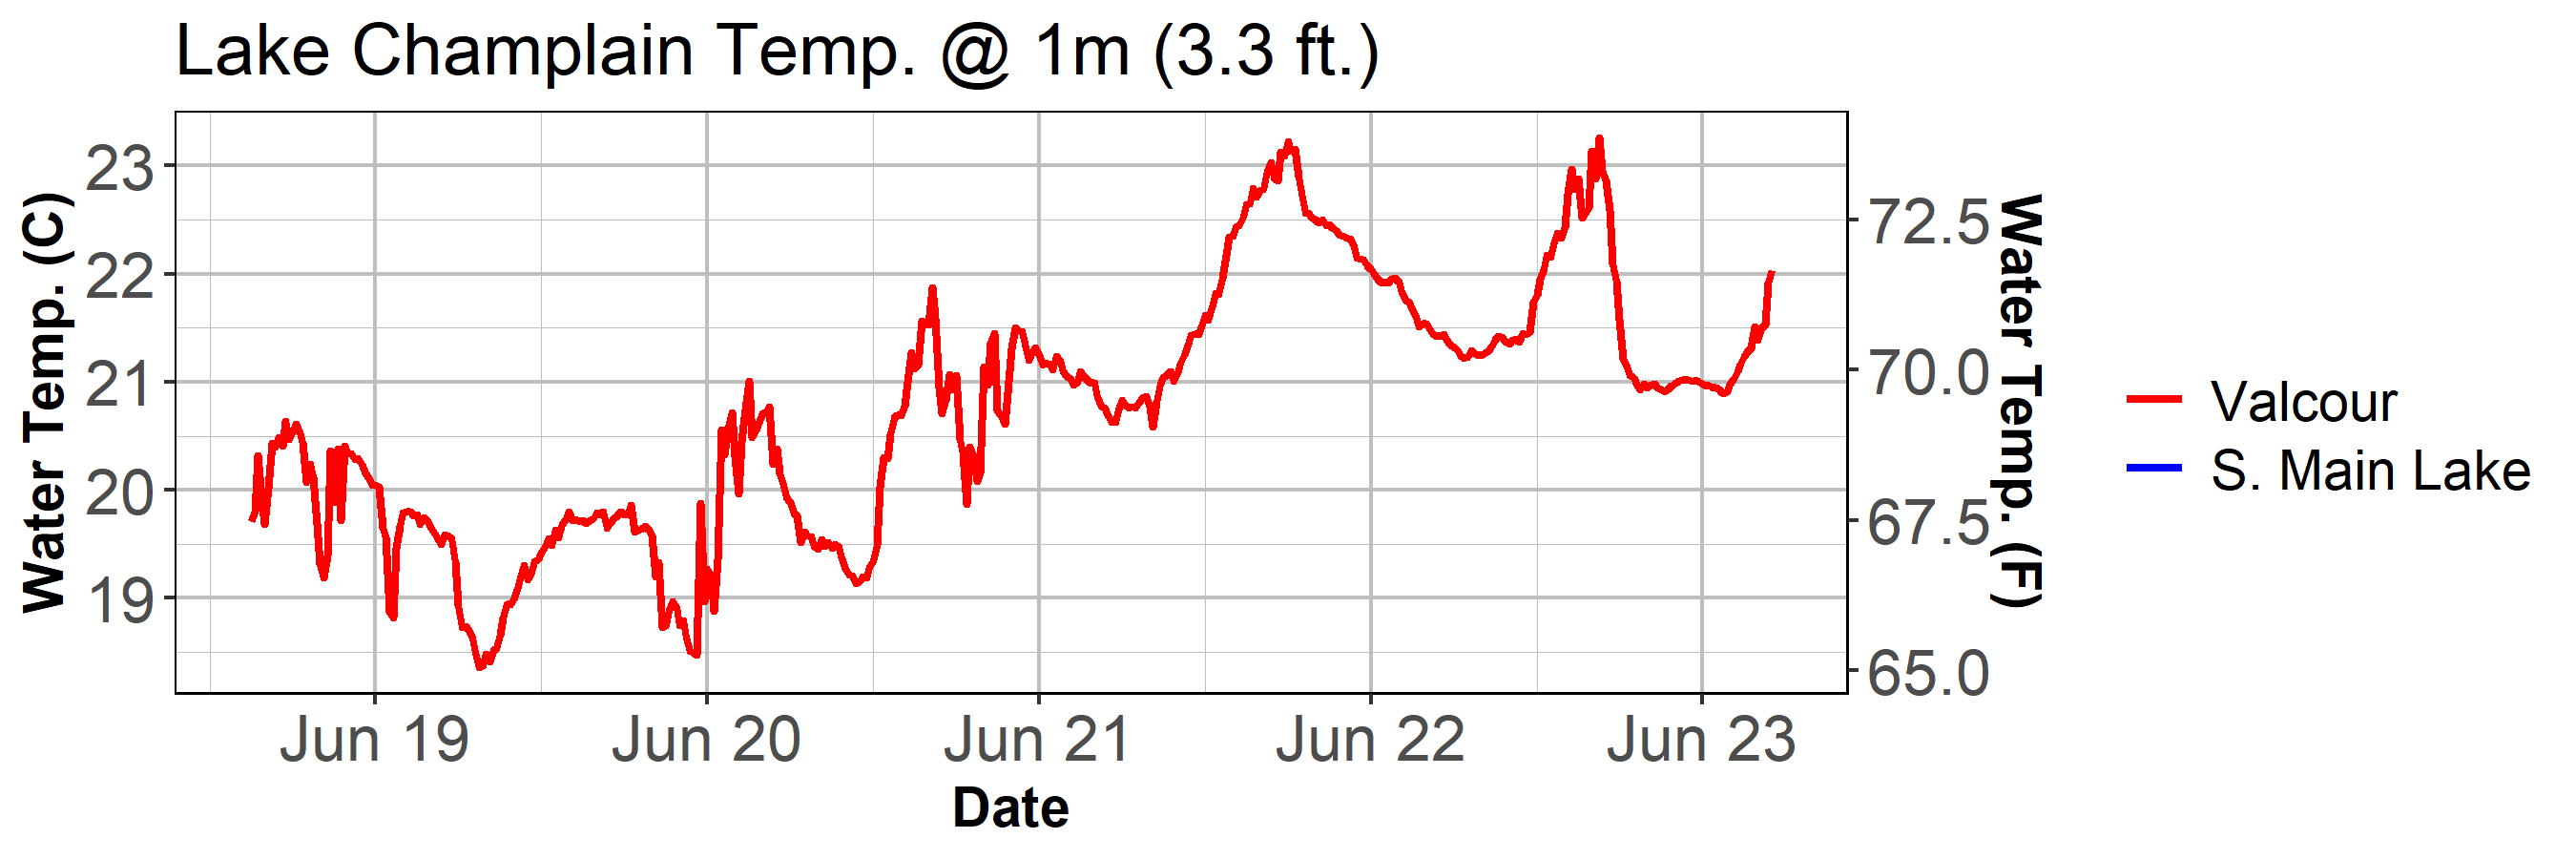 Lake Champlain Temp. @ 1m (3.3 ft.)
Water Temp. (C)
23
22
21
20
19
72.5
70.0
67.5
65.0
Water Temp. (F)
Jun 19
Jun 20
Jun 21
Jun 22
Jun 23
Date
Valcour
S. Main Lake